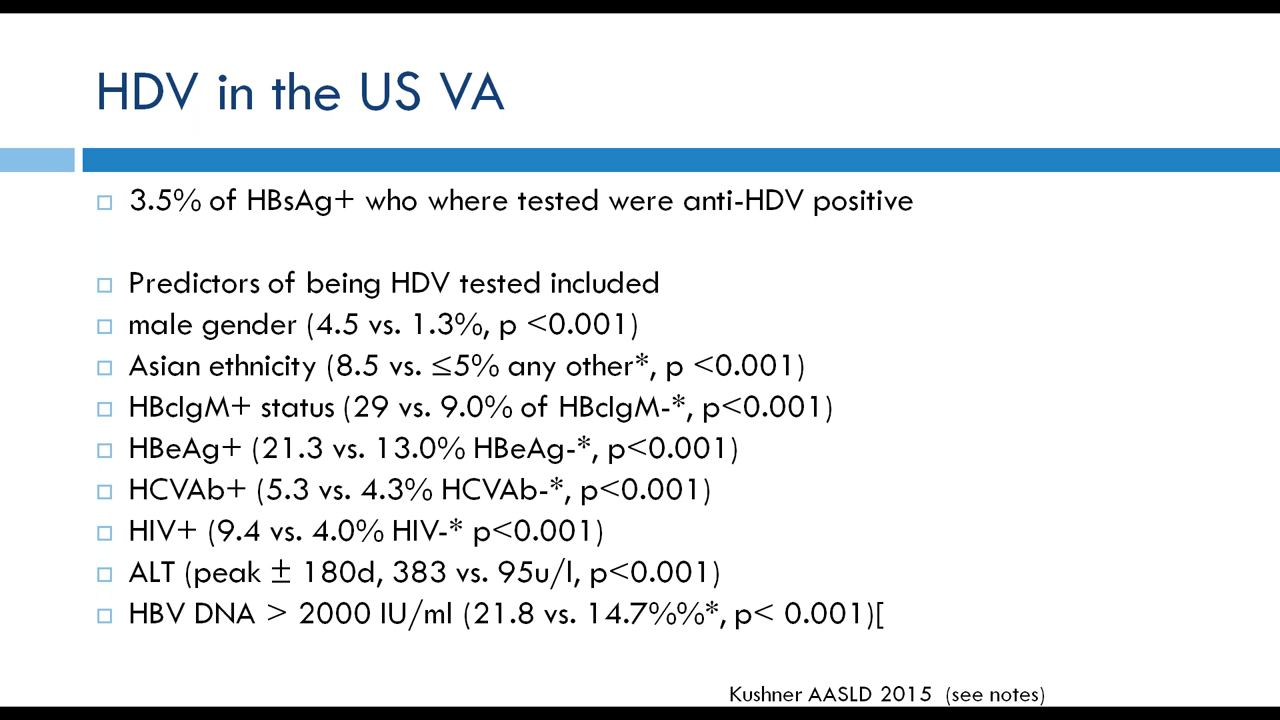 HDV in the US VA
3.5% of HBsAg+ who where tested were anti-HDV positive
Predictors of being HDV tested included
male gender (4.5 vs. 1.3%, p <0.001)
Asian ethnicity (8.5 vs. ≤5% any other*, p <0.001)
HBcIgM+ status (29 vs. 9.0% of HBcIgM-*, p<0.001)
HBeAg+ (21.3 vs. 13.0% HBeAg-*, p<0.001)
HCVAb+ (5.3 vs. 4.3% HCVAb-*, p<0.001)
HIV+ (9.4 vs. 4.0% HIV-* p<0.001)
ALT (peak ± 180d, 383 vs. 95u/l, p<0.001)
HBV DNA > 2000 IU/ml (21.8 vs. 14.7%%*, p< 0.001)[
Kushner AASLD 2015 (see notes)